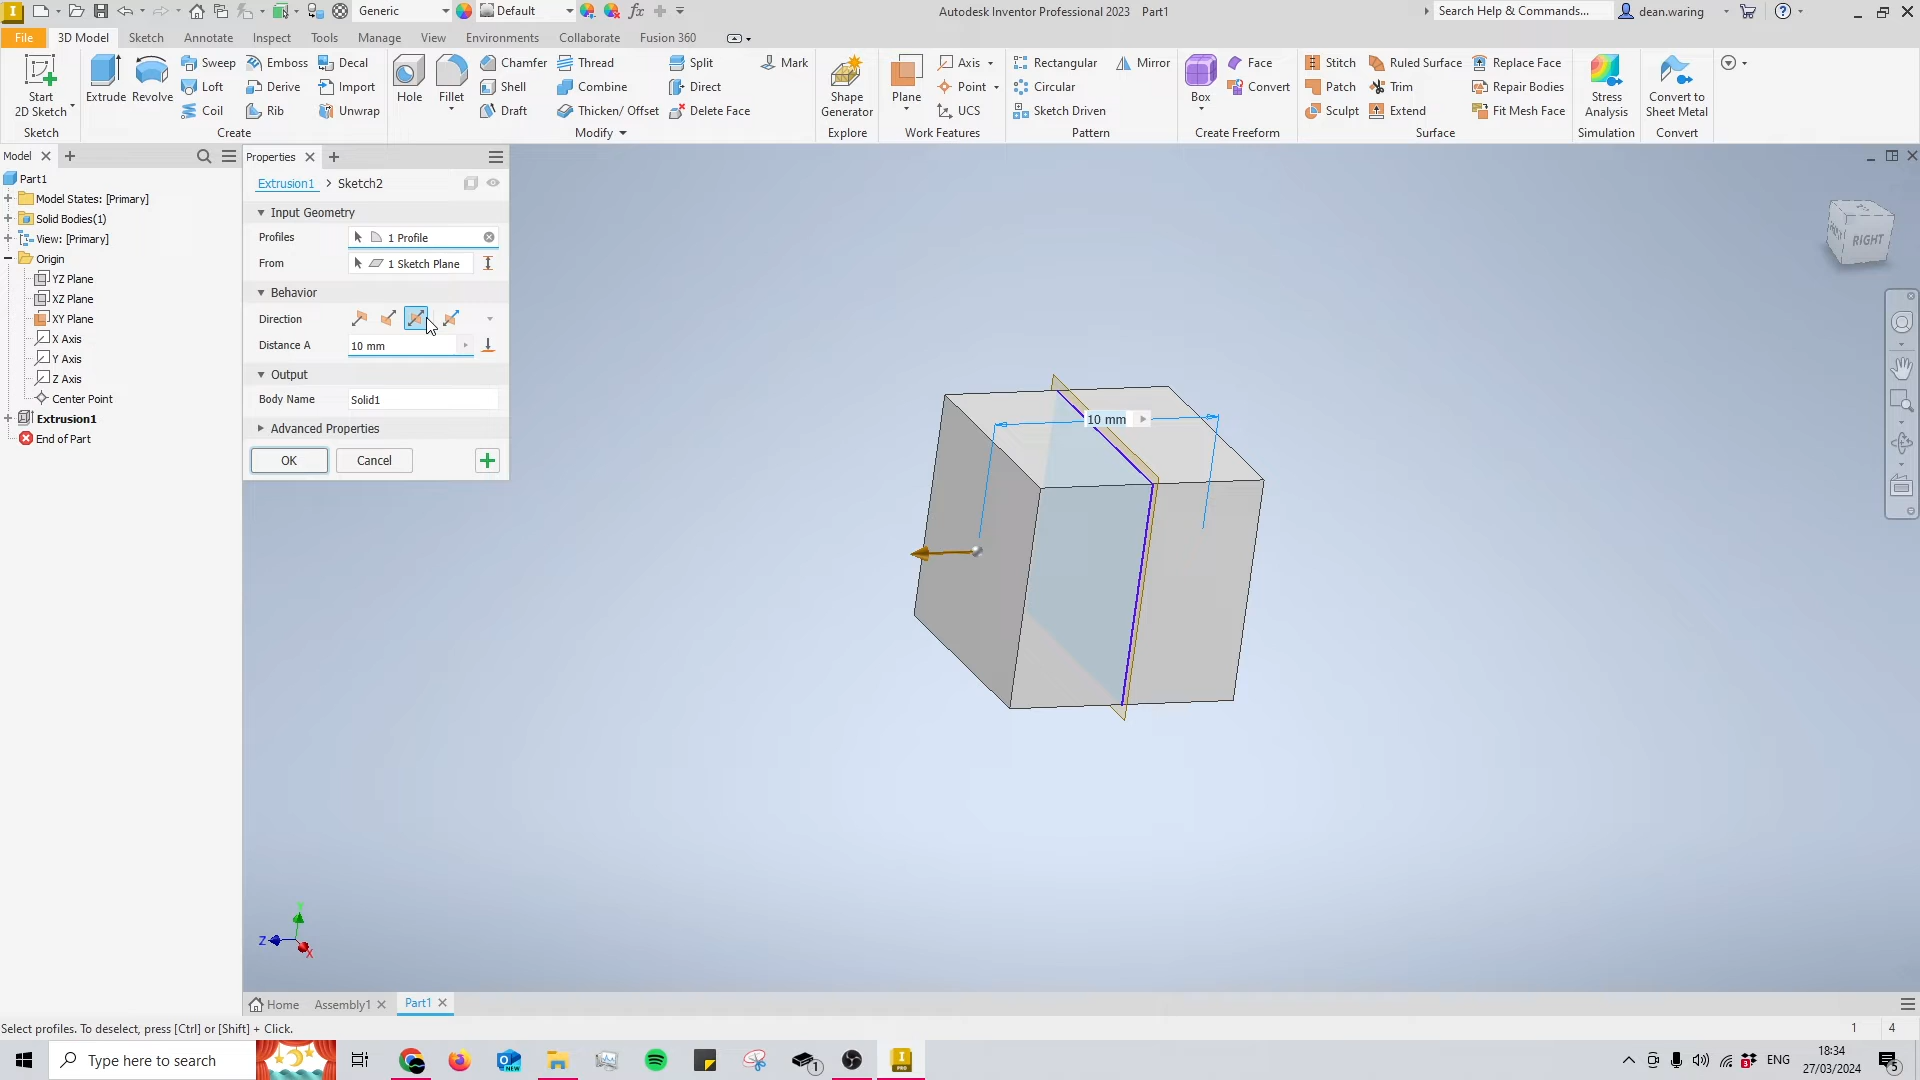 Generic
Default
fx
Autodesk Inventor Professional 2023 Part1
Search Help & Commands...
dean.waring
File
3D Model
Sketch
Annotate
Inspect
Tools
Manage
View
Environments
Collaborate
Fusion 360
Start
2D Sketch
Extrude
Revolve
Sweep
Loft
Coil
Emboss
Derive
Rib
Decal
Import
Unwrap
Hole
Fillet
Chamfer
Shell
Draft
Thread
Combine
Thicken/ Offset
Split
Direct
Delete Face
Mark
Shape
Generator
Plane
Axis
Point
UCS
Rectangular
Circular
Sketch Driven
Mirror
Box
Face
Convert
Stitch
Patch
Sculpt
Ruled Surface
Trim
Extend
Replace Face
Repair Bodies
Fit Mesh Face
Stress
Analysis
Convert to
Sheet Metal
Sketch
Create
Modify
Explore
Work Features
Pattern
Create Freeform
Surface
Simulation
Convert
Model
Part1
Model States: [Primary]
Solid Bodies(1)
View: [Primary]
Origin
YZ Plane
XZ Plane
XY Plane
X Axis
Y Axis
Z Axis
Center Point
Extrusion1
End of Part
Properties
Extrusion1 > Sketch2
Input Geometry
Profiles 1 Profile
From 1 Sketch Plane
Behavior
Direction
Distance A 10 mm
Output
Body Name Solid1
Advanced Properties
OK Cancel
10 mm
RIGHT
Y
Z
X
Home
Assembly1
Part1
Select profiles. To deselect, press [Ctrl] or [Shift] + Click.
1 4
Type here to search
NEW
1
I
PRO
3
ENG
18:34
27/03/2024
5